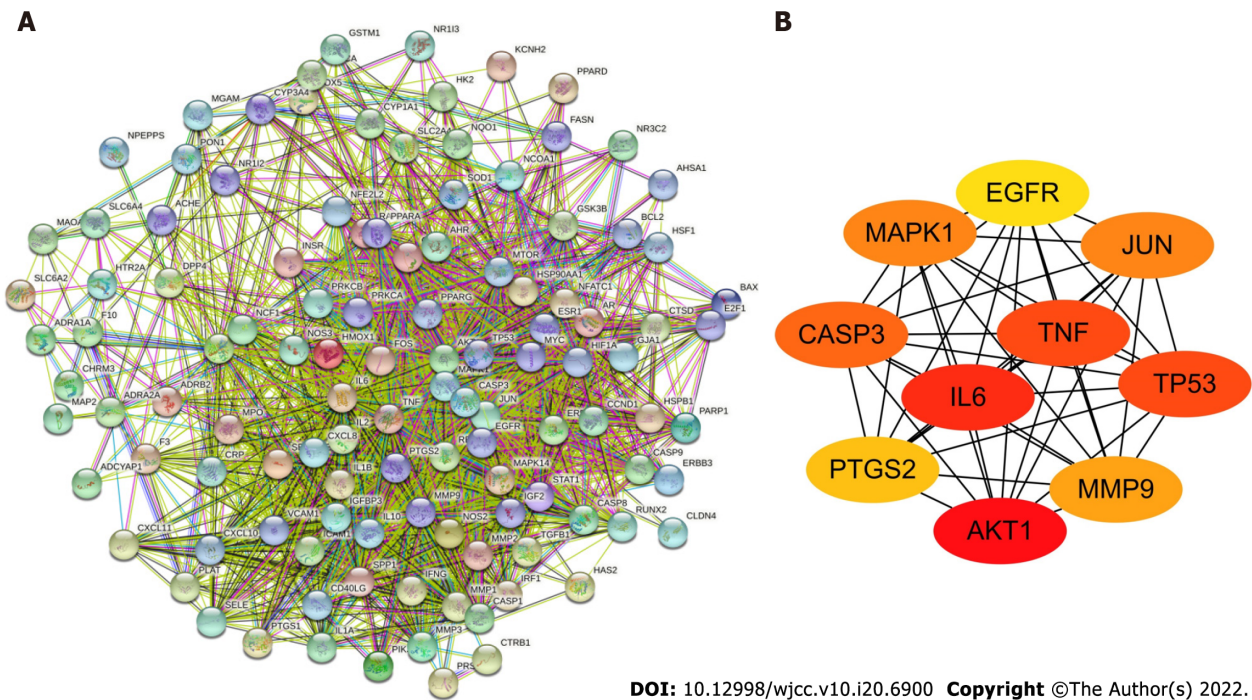 A
B
GSTM1
NR1I3
KCNH2
PPARD
HK2
MGAM
CYP3A4
CYP1A1
SLC2A4
NQO1
FASN
NR3C2
NPEPPS
PON1
NR1I2
NCOA1
SOD1
AHSA1
NFE2L2
PPARA
GSK3B
BCL2
SLC6A4
ACHE
AHR
HSF1
MAOA
INSR
MTOR
HTR2A
DPP4
HSP90AA1
SLC6A2
PRKCB
PRKCA
PPARG
NFATC1
BAX
F10
NCF1
ESR1
AR
CTSD
E2F1
ADRA1A
NOS3
HMOX1
FOS
TP53
MYC
HIF1A
GJA1
CHRM3
ADRB2
IL6
MAPK1
CASP3
MAP2
ADRA2A
MPO
TNF
JUN
CCND1
HSPB1
PARP1
IL2
EGFR
F3
CXCL8
CRP
PTGS2
CASP9
ADCYAP1
IL1B
MAPK14
ERBB3
STAT1
IGFBP3
MMP9
IGF2
CASP8
VCAM1
IL10
NOS2
RUNX2
CLDN4
CXCL11
CXCL10
ICAM1
MMP2
TGFB1
PLAT
SPP1
IFNG
IRF1
HAS2
CD40LG
MMP1
CASP1
SELE
PTGS1
IL1A
MMP3
CTRB1
EGFR
MAPK1
JUN
CASP3
TNF
TP53
IL6
PTGS2
MMP9
AKT1
DOI: 10.12998/wjcc.v10.i20.6900 Copyright ©The Author(s) 2022.